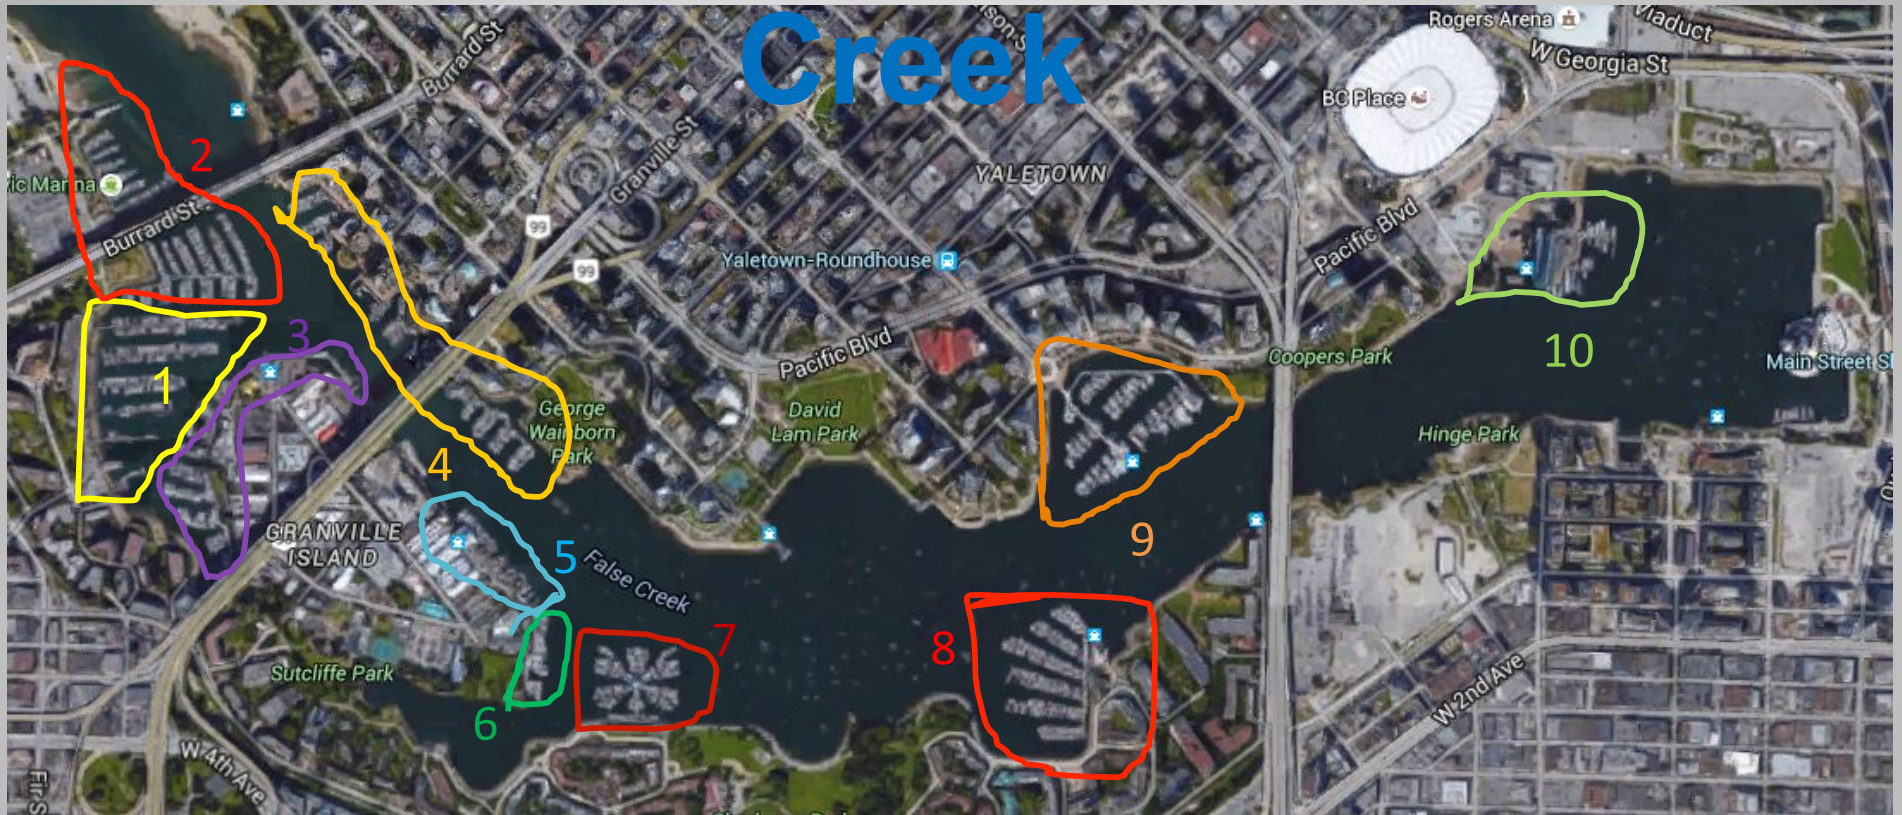 Creek
Rogers Arena
Viaduct
W Georgia St
Burrard St
BC Place
2
Granville St
YALETOWN
ic Marina
Burrard St
99
Pacific Blvd
Yaletown-Roundhouse
99
3
10
Pacific Blvd
Coopers Park
Main Street S
1
George
Wainborn
Park
David
Lam Park
Hinge Park
4
GRANVILLE
ISLAND
9
5
False Creek
8
7
Sutcliffe Park
6
W 2nd Ave
W 4th Ave
Fir S